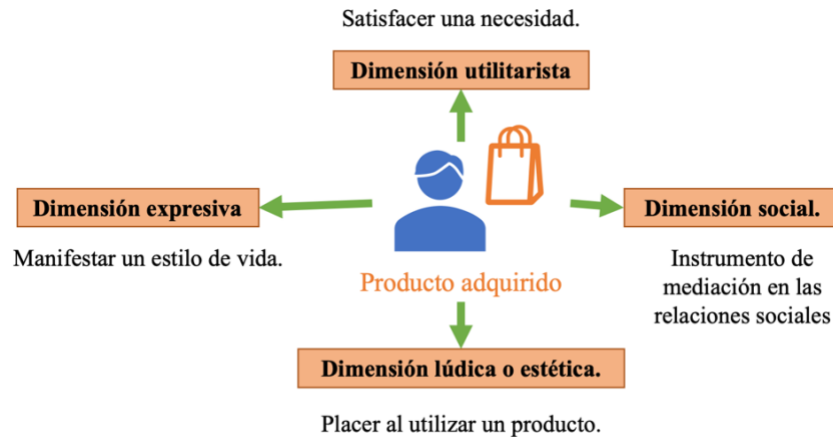 Satisfacer una necesidad.
Dimensión utilitarista
Dimensión expresiva
Manifestar un estilo de vida.
Producto adquirido
Dimensión social.
Instrumento de
mediación en las
relaciones sociales
Dimensión lúdica o estética.
Placer al utilizar un producto.